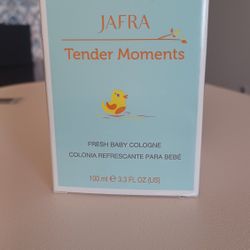 JAFRA
Tender Moments
FRESH BABY COLOGNE
COLONIA REFRESCANTE PARA BEBÉ
100 ml ℮ 3.3 FL OZ (US)